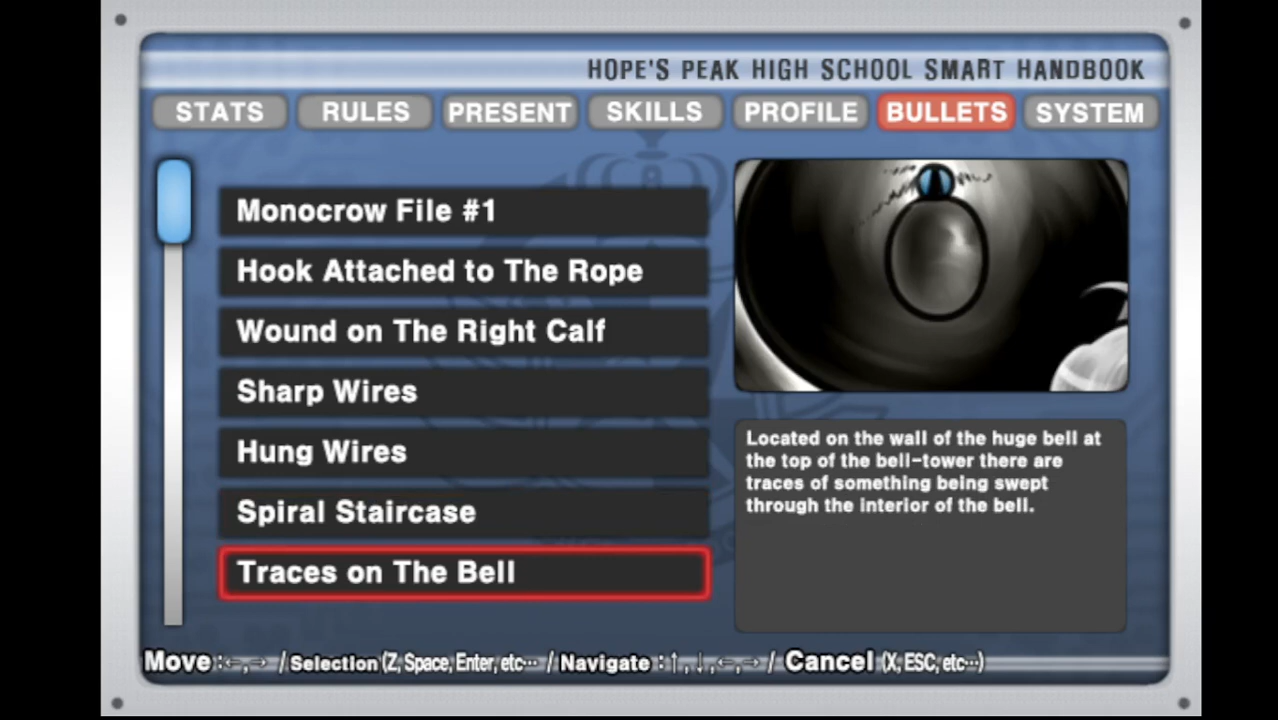 HOPE'S PEAK HIGH SCHOOL SMART HANDBOOK
STATS RULES PRESENT SKILLS PROFILE BULLETS SYSTEM
Monocrow File #1
Hook Attached to The Rope
Wound on The Right Calf
Sharp Wires
Hung Wires
Spiral Staircase
Traces on The Bell
Located on the wall of the huge bell at
the top of the bell-tower there are
traces of something being swept
through the interior of the bell.
Move :←,→ / Selection (Z, Space, Enter, etc··· / Navigate : ↑, ↓,←,→ / Cancel (X, ESC, etc···)